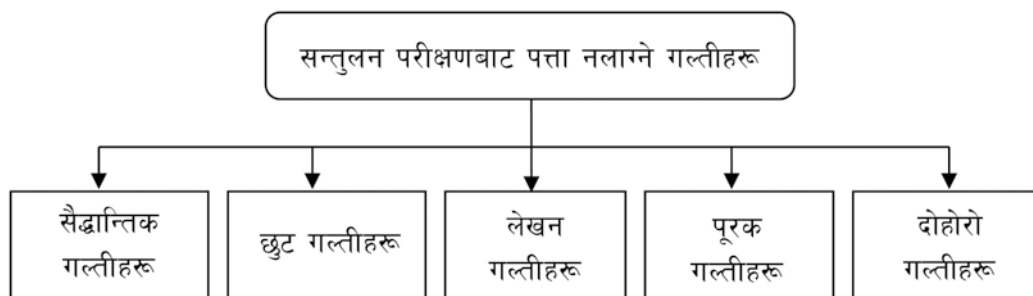 सन्तुलन परीक्षणबाट पत्ता नलाग्ने गल्तीहरू
सैद्धान्तिक
गल्तीहरू
छुट गल्तीहरू
लेखन
गल्तीहरू
पूरक
गल्तीहरू
दोहोरो
गल्तीहरू